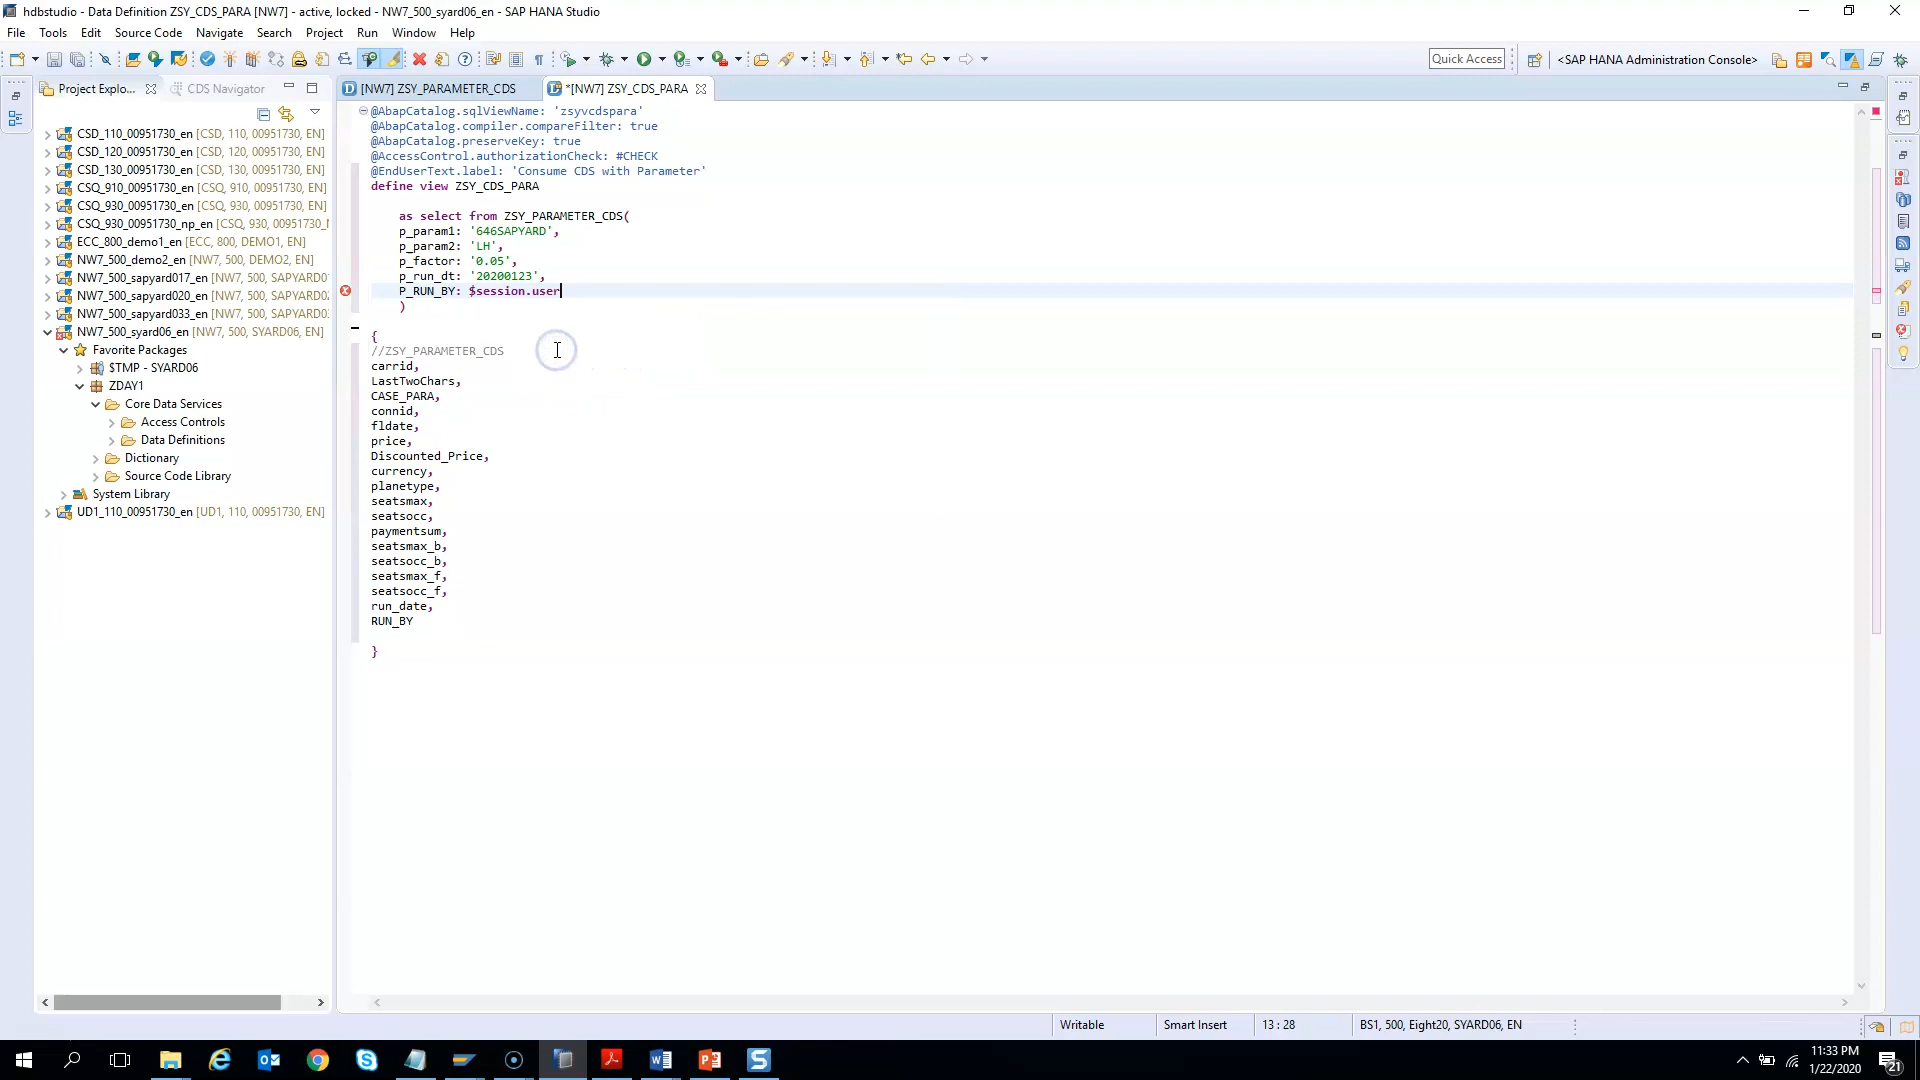 hdbstudio - Data Definition ZSY_CDS_PARA [NW7] - active, locked - NW7_500_syard06_en - SAP HANA Studio
File Tools Edit Source Code Navigate Search Project Run Window Help
Quick Access
<SAP HANA Administration Console>
Project Explo...
CDS Navigator
[NW7] ZSY_PARAMETER_CDS
*[NW7] ZSY_CDS_PARA
CSD_110_00951730_en [CSD, 110, 00951730, EN]
CSD_120_00951730_en [CSD, 120, 00951730, EN]
CSD_130_00951730_en [CSD, 130, 00951730, EN]
CSQ_910_00951730_en [CSQ, 910, 00951730, EN]
CSQ_930_00951730_en [CSQ, 930, 00951730, EN]
CSQ_930_00951730_np_en [CSQ, 930, 00951730_N
ECC_800_demo1_en [ECC, 800, DEMO1, EN]
NW7_500_demo2_en [NW7, 500, DEMO2, EN]
NW7_500_sapyard017_en [NW7, 500, SAPYARD0
NW7_500_sapyard020_en [NW7, 500, SAPYARD0
NW7_500_sapyard033_en [NW7, 500, SAPYARD0
NW7_500_syard06_en [NW7, 500, SYARD06, EN]
Favorite Packages
$TMP - SYARD06
ZDAY1
Core Data Services
Access Controls
Data Definitions
Dictionary
Source Code Library
System Library
UD1_110_00951730_en [UD1, 110, 00951730, EN]
@AbapCatalog.sqlViewName: 'zsyvcdspara'
@AbapCatalog.compiler.compareFilter: true
@AbapCatalog.preserveKey: true
@AccessControl.authorizationCheck: #CHECK
@EndUserText.label: 'Consume CDS with Parameter'
define view ZSY_CDS_PARA
as select from ZSY_PARAMETER_CDS(
p_param1: '646SAPYARD',
p_param2: 'LH',
p_factor: '0.05',
p_run_dt: '20200123',
P_RUN_BY: $session.user
)
{
//ZSY_PARAMETER_CDS
carrid,
LastTwoChars,
CASE_PARA,
connid,
fldate,
price,
Discounted_Price,
currency,
planetype,
seatsmax,
seatsocc,
paymentsum,
seatsmax_b,
seatsocc_b,
seatsmax_f,
seatsocc_f,
run_date,
RUN_BY
}
Writable
Smart Insert
13 : 28
BS1, 500, Eight20, SYARD06, EN
11:33 PM
1/22/2020
21